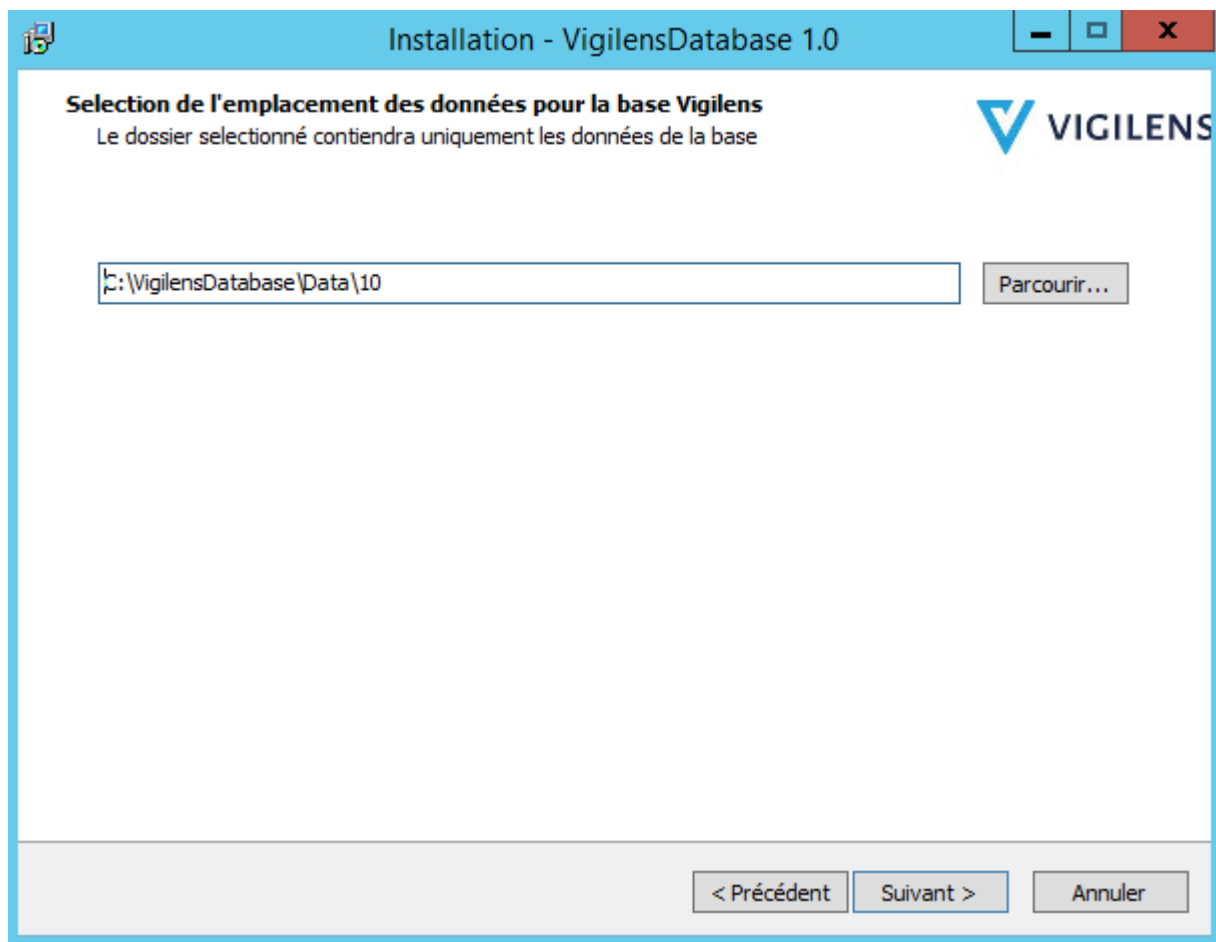 Installation - VigilensDatabase 1.0
Selection de l'emplacement des données pour la base Vigilens
Le dossier selectionné contiendra uniquement les données de la base
VIGILENS
C:\VigilensDatabase\Data\10
Parcourir...
< Précédent
Suivant >
Annuler